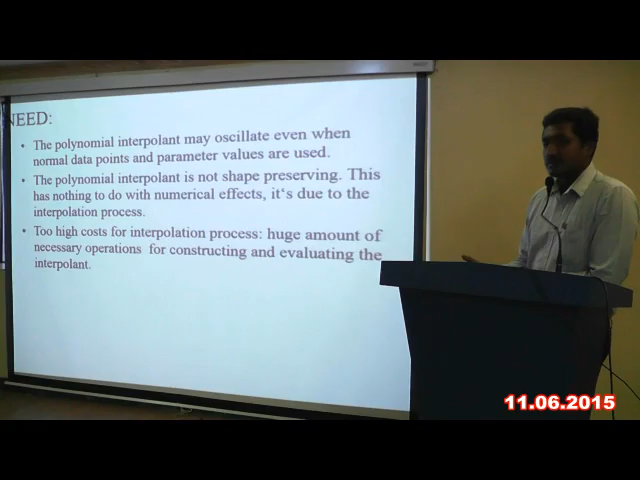 NEED:
• The polynomial interpolant may oscillate even when
normal data points and parameter values are used.
• The polynomial interpolant is not shape preserving. This
has nothing to do with numerical effects, it‘s due to the
interpolation process.
• Too high costs for interpolation process: huge amount of
necessary operations for constructing and evaluating the
interpolant.
11.06.2015